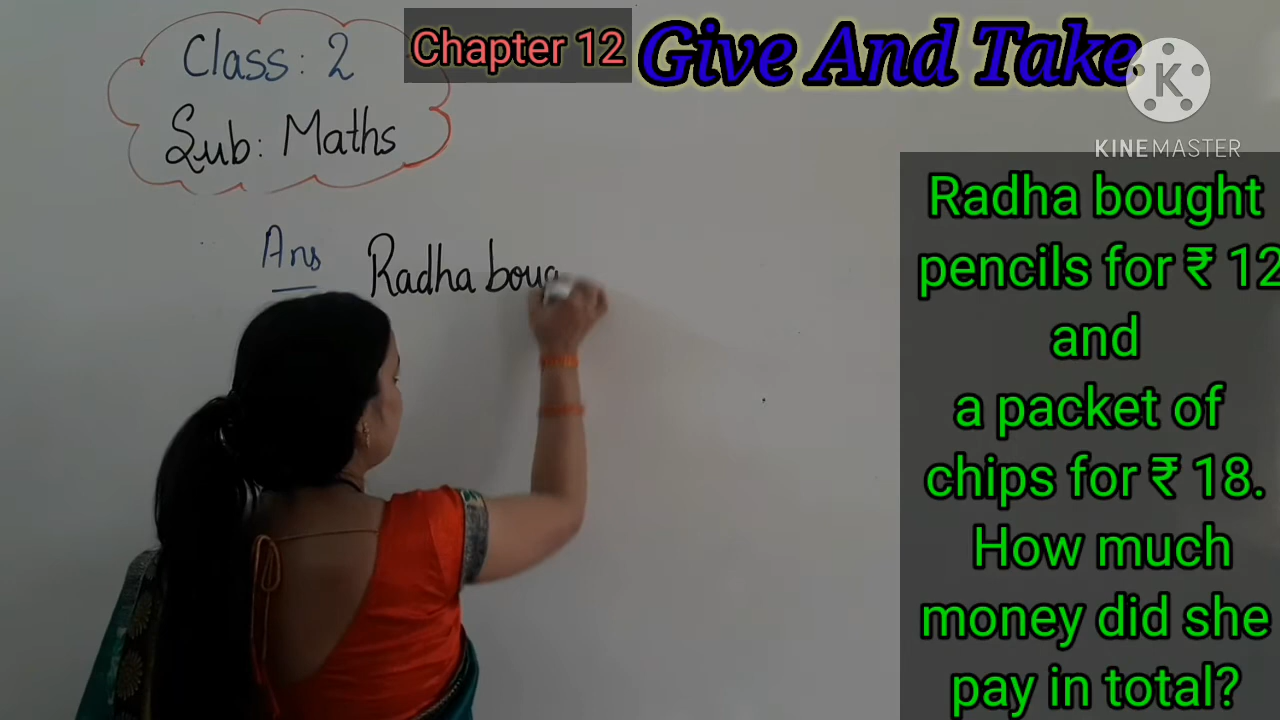 Class: 2
Sub: Maths
Chapter 12
Give And Take
K
KINEMASTER
Ans
Radha boug
Radha bought
pencils for ₹ 12
and
a packet of
chips for ₹ 18.
How much
money did she
pay in total?